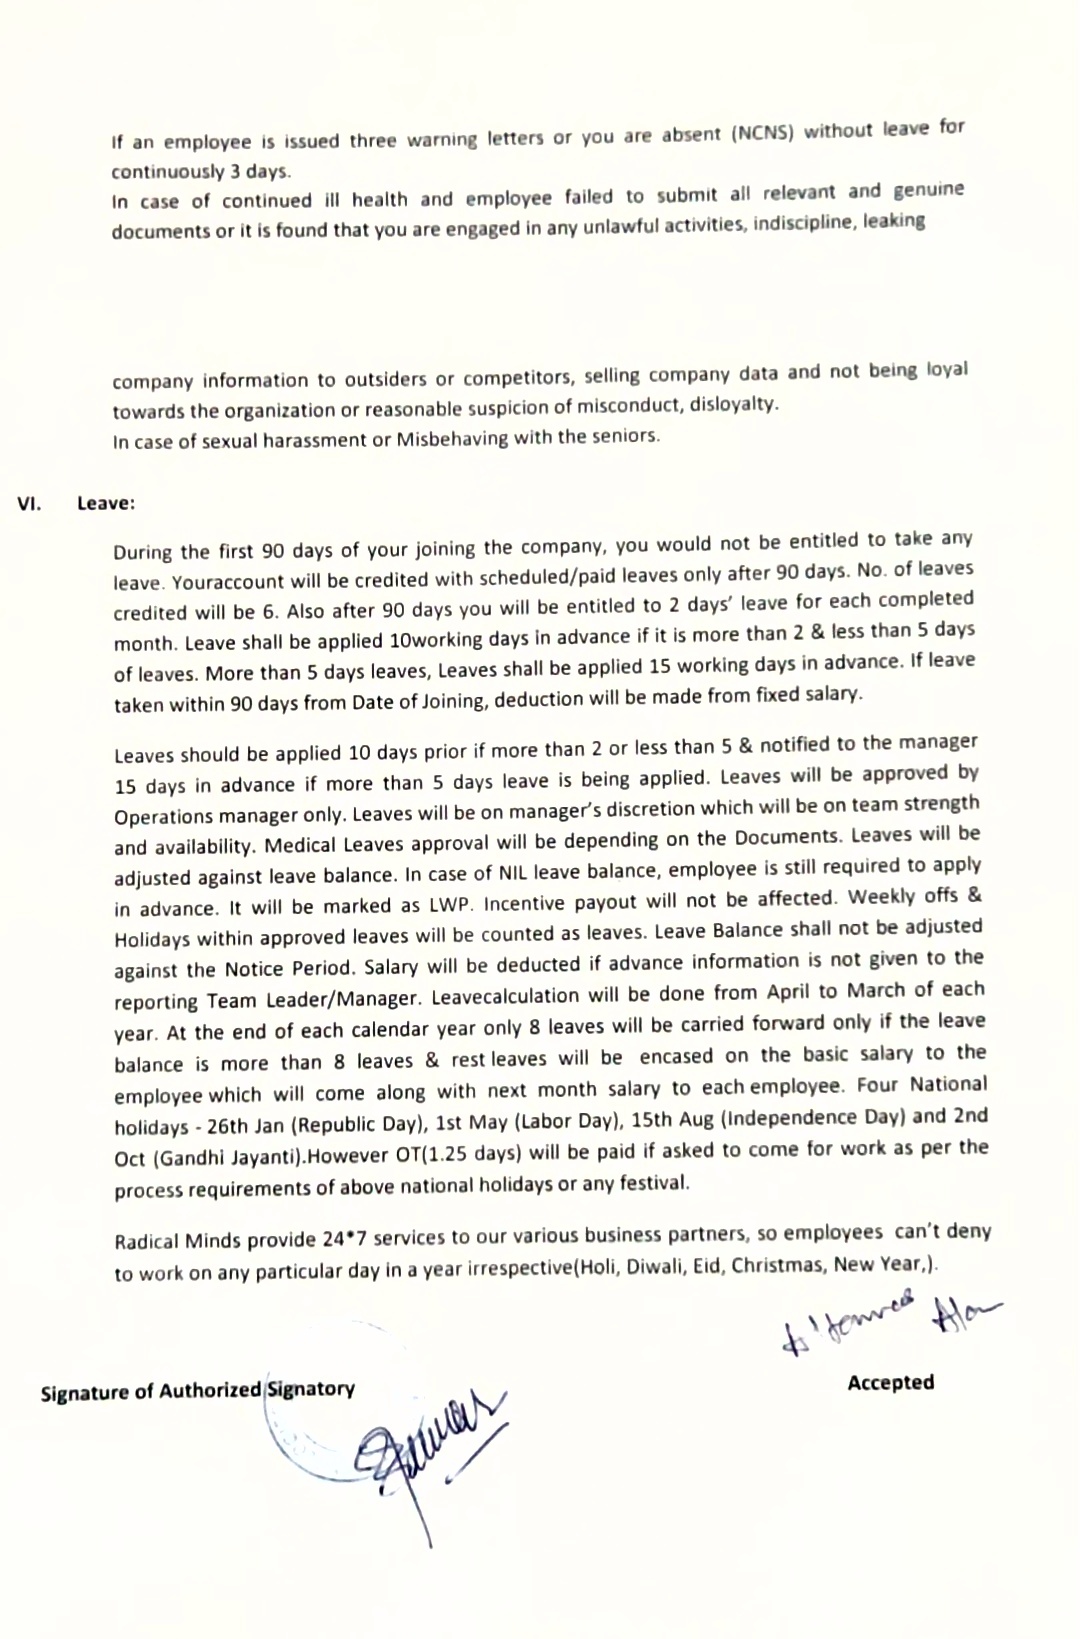 If an employee is issued three warning letters or you are absent (NCNS) without leave for
continuously 3 days.
In case of continued ill health and employee failed to submit all relevant and genuine
documents or it is found that you are engaged in any unlawful activities, indiscipline, leaking
company information to outsiders or competitors, selling company data and not being loyal
towards the organization or reasonable suspicion of misconduct, disloyalty.
In case of sexual harassment or Misbehaving with the seniors.
VI. Leave:
During the first 90 days of your joining the company, you would not be entitled to take any
leave. Youraccount will be credited with scheduled/paid leaves only after 90 days. No. of leaves
credited will be 6. Also after 90 days you will be entitled to 2 days' leave for each completed
month. Leave shall be applied 10working days in advance if it is more than 2 & less than 5 days
of leaves. More than 5 days leaves, Leaves shall be applied 15 working days in advance. If leave
taken within 90 days from Date of Joining, deduction will be made from fixed salary.
Leaves should be applied 10 days prior if more than 2 or less than 5 & notified to the manager
15 days in advance if more than 5 days leave is being applied. Leaves will be approved by
Operations manager only. Leaves will be on manager's discretion which will be on team strength
and availability. Medical Leaves approval will be depending on the Documents. Leaves will be
adjusted against leave balance. In case of NIL leave balance, employee is still required to apply
in advance. It will be marked as LWP. Incentive payout will not be affected. Weekly offs &
Holidays within approved leaves will be counted as leaves. Leave Balance shall not be adjusted
against the Notice Period. Salary will be deducted if advance information is not given to the
reporting Team Leader/Manager. Leavecalculation will be done from April to March of each
year. At the end of each calendar year only 8 leaves will be carried forward only if the leave
balance is more than 8 leaves & rest leaves will be encased on the basic salary to the
employee which will come along with next month salary to each employee. Four National
holidays - 26th Jan (Republic Day), 1st May (Labor Day), 15th Aug (Independence Day) and 2nd
Oct (Gandhi Jayanti).However OT(1.25 days) will be paid if asked to come for work as per the
process requirements of above national holidays or any festival.
Radical Minds provide 24*7 services to our various business partners, so employees can't deny
to work on any particular day in a year irrespective(Holi, Diwali, Eid, Christmas, New Year,).
Signature of Authorized Signatory
Accepted